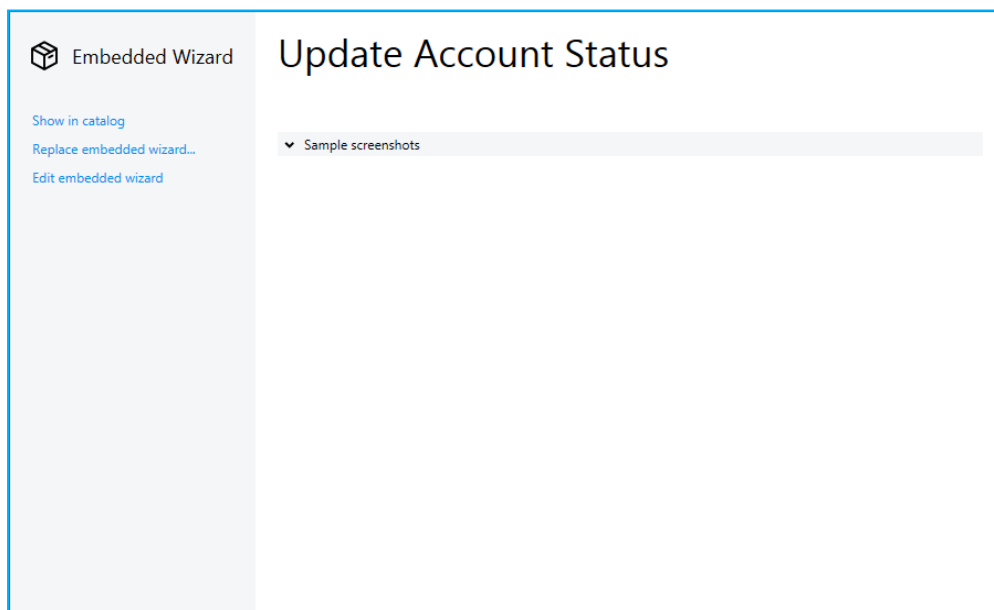 Embedded Wizard
Show in catalog
Replace embedded wizard...
Edit embedded wizard
Update Account Status
Sample screenshots